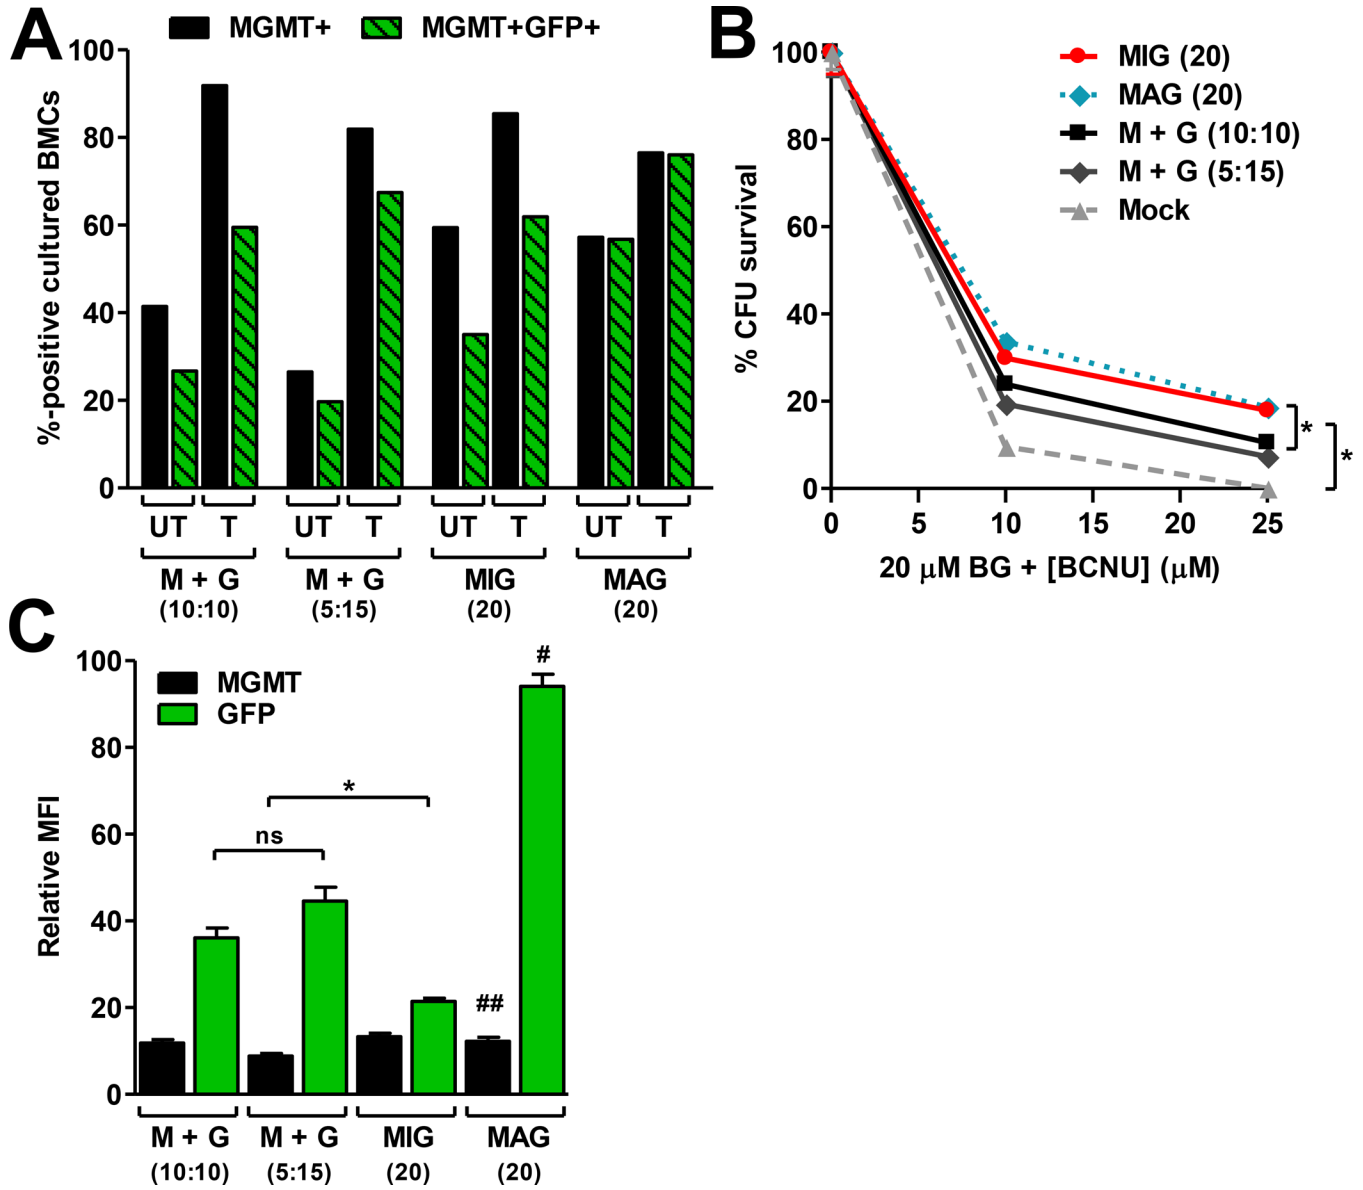 A
MGMT+ MGMT+GFP+
%-positive cultured BMCs
100
80
60
40
20
0
UT T UT T UT T UT T
M + G M + G MIG MAG
(10:10) (5:15) (20) (20)
B
MIG (20)
MAG (20)
M + G (10:10)
M + G (5:15)
Mock
% CFU survival
100
80
60
40
20
0
*
*
0 5 10 15 20 25
20 μM BG + [BCNU] (μM)
C
MGMT
GFP
Relative MFI
100
80
60
40
20
0
#
*
ns
##
M + G M + G MIG MAG
(10:10) (5:15) (20) (20)